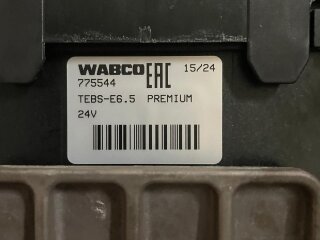 WABCO EAC 15/24
775544
TEBS-E6.5 PREMIUM
24V